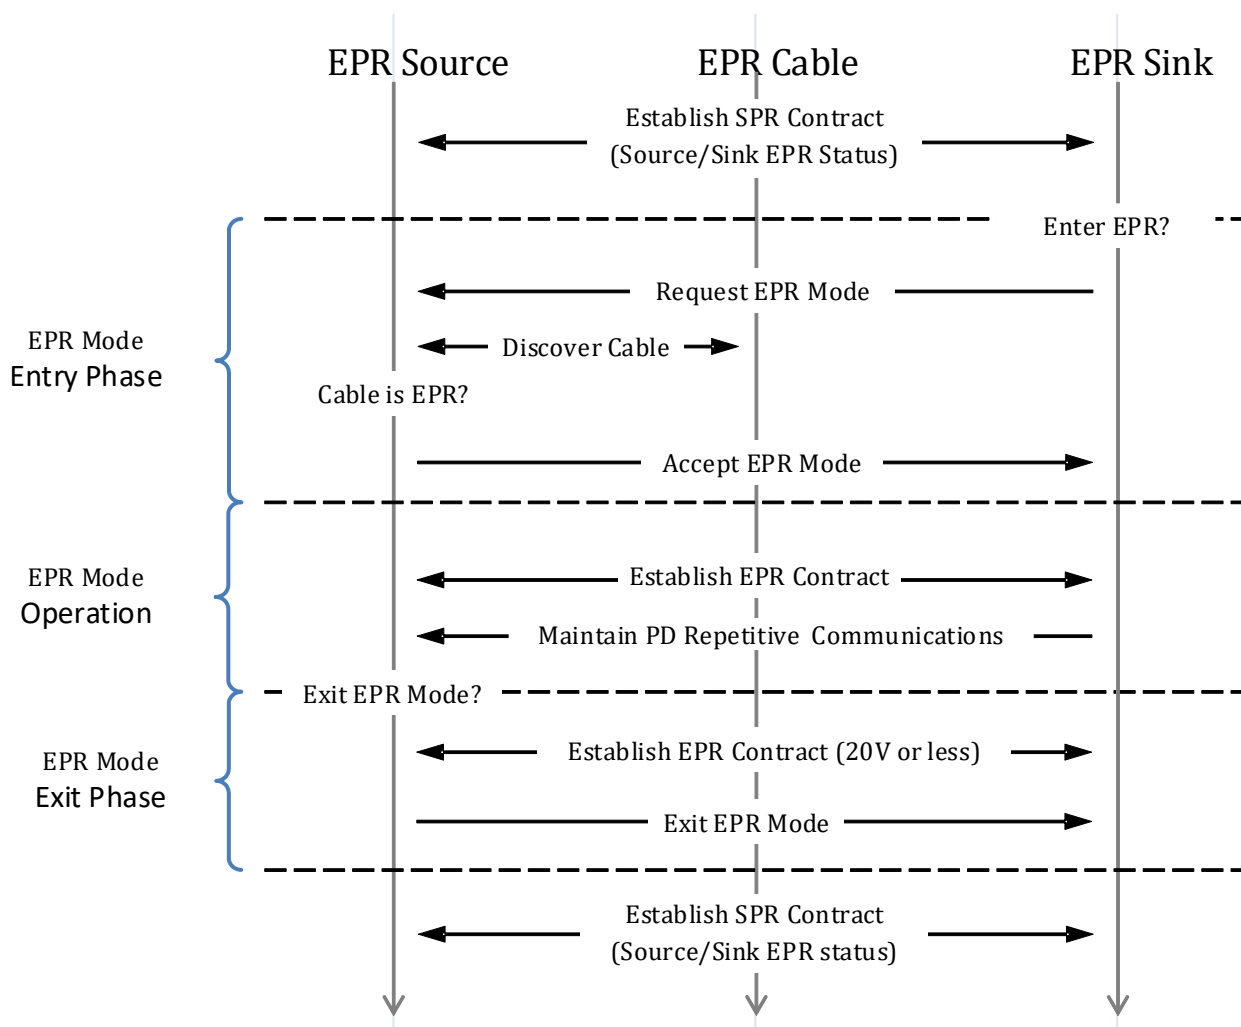 EPR Source
EPR Cable
EPR Sink
Establish SPR Contract
(Source/Sink EPR Status)
Enter EPR?
Request EPR Mode
EPR Mode
Entry Phase
Discover Cable
Cable is EPR?
Accept EPR Mode
EPR Mode
Operation
Establish EPR Contract
Maintain PD Repetitive Communications
Exit EPR Mode?
EPR Mode
Exit Phase
Establish EPR Contract (20V or less)
Exit EPR Mode
Establish SPR Contract
(Source/Sink EPR status)